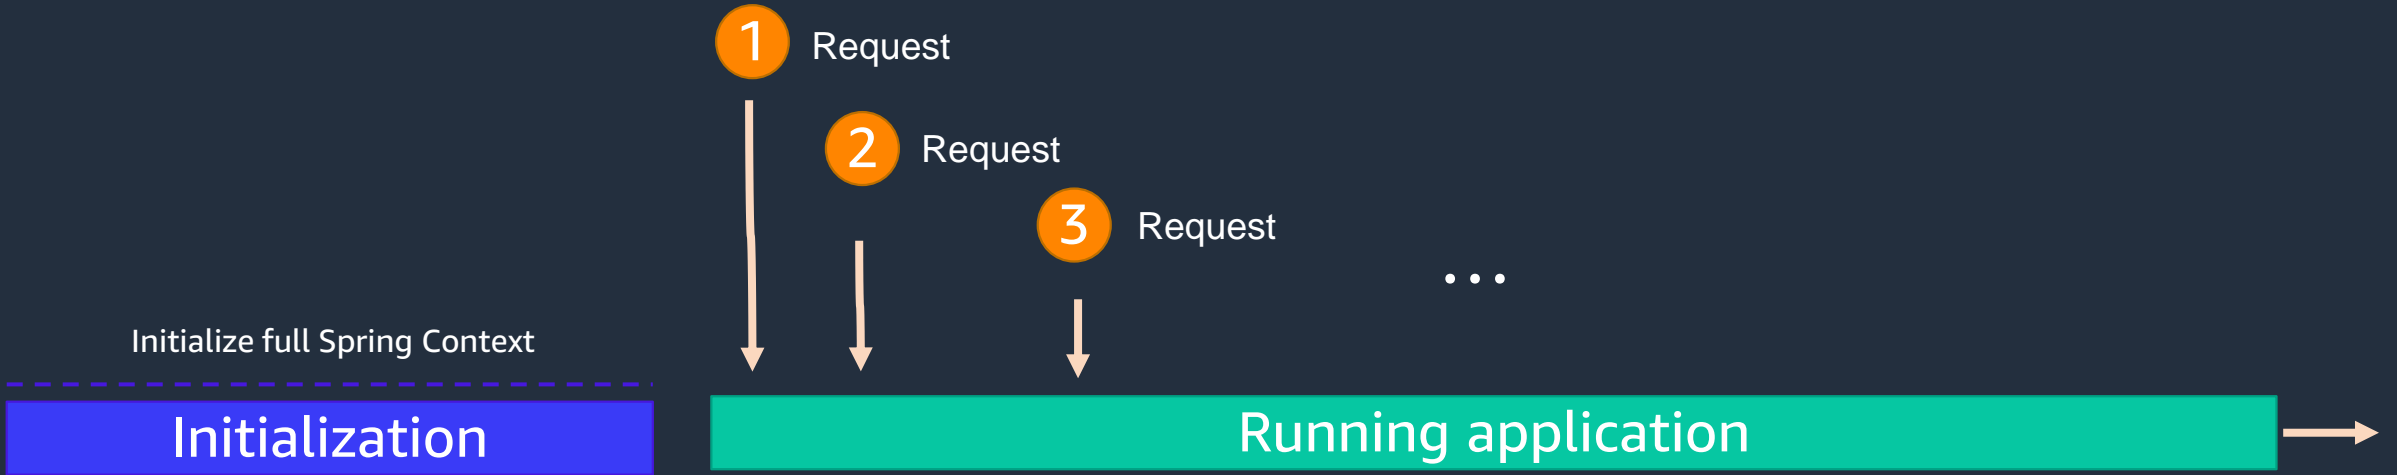 1 Request
2 Request
3 Request
...
Initialize full Spring Context
Initialization
Running application